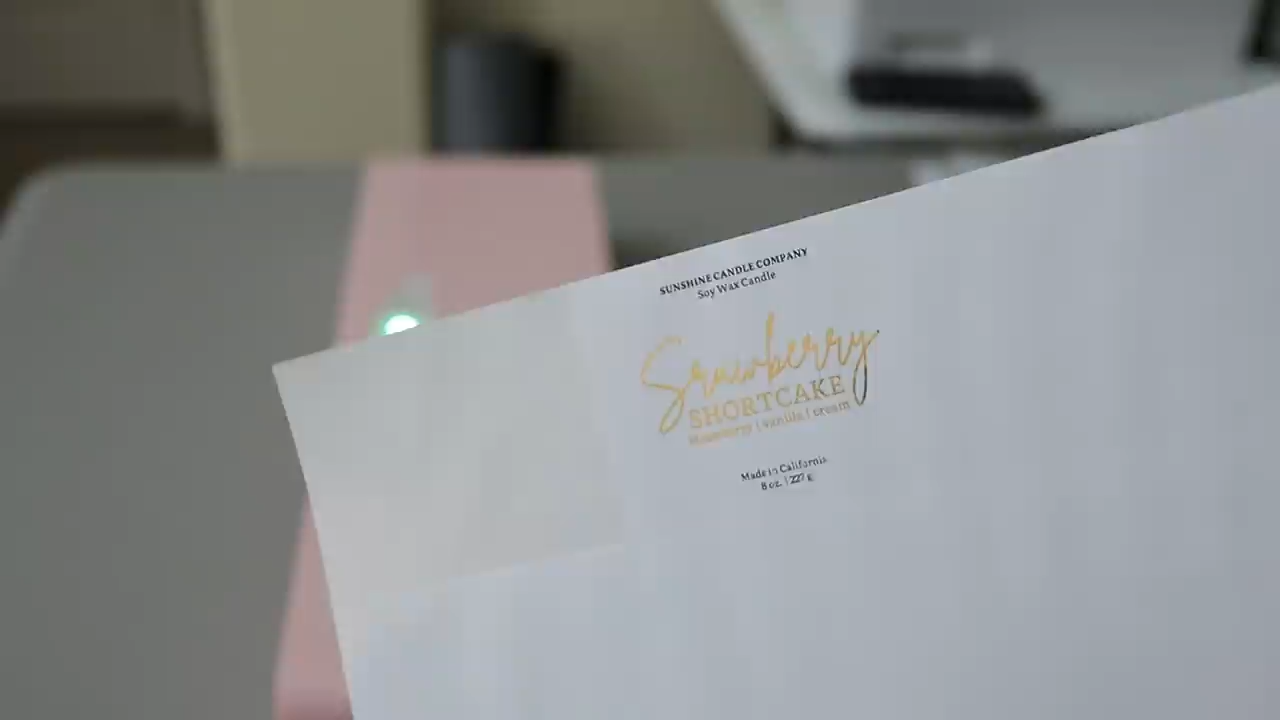 SUNSHINE CANDLE COMPANY
Soy Wax Candle
Strawberry
SHORTCAKE
strawberry | vanilla | cream
Made in California
8 oz. | 227 g